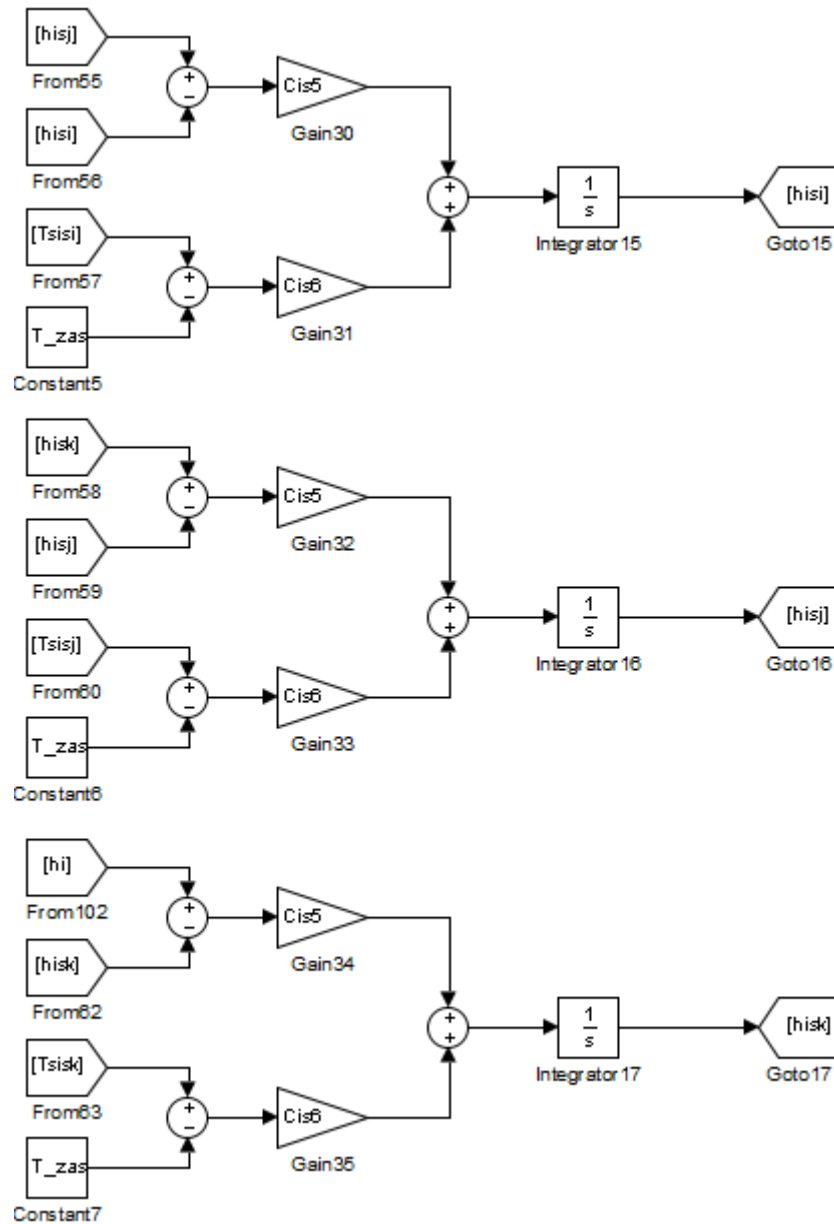 [hisj]
+
−
Cis5
From55
Gain30
[hisi]
From56
+
+
1
s
[hisi]
Integrator15
Goto15
[Tsisi]
From57
+
−
Cis6
T_zas
Gain31
Constant5
[hisk]
From58
+
−
Cis5
Gain32
[hisj]
From59
+
+
1
s
[hisj]
Integrator16
Goto16
[Tsisj]
From60
+
−
Cis6
T_zas
Gain33
Constant6
[hi]
From102
+
−
Cis5
Gain34
[hisk]
From62
+
+
1
s
[hisk]
Integrator17
Goto17
[Tsisk]
From63
+
−
Cis6
T_zas
Gain35
Constant7